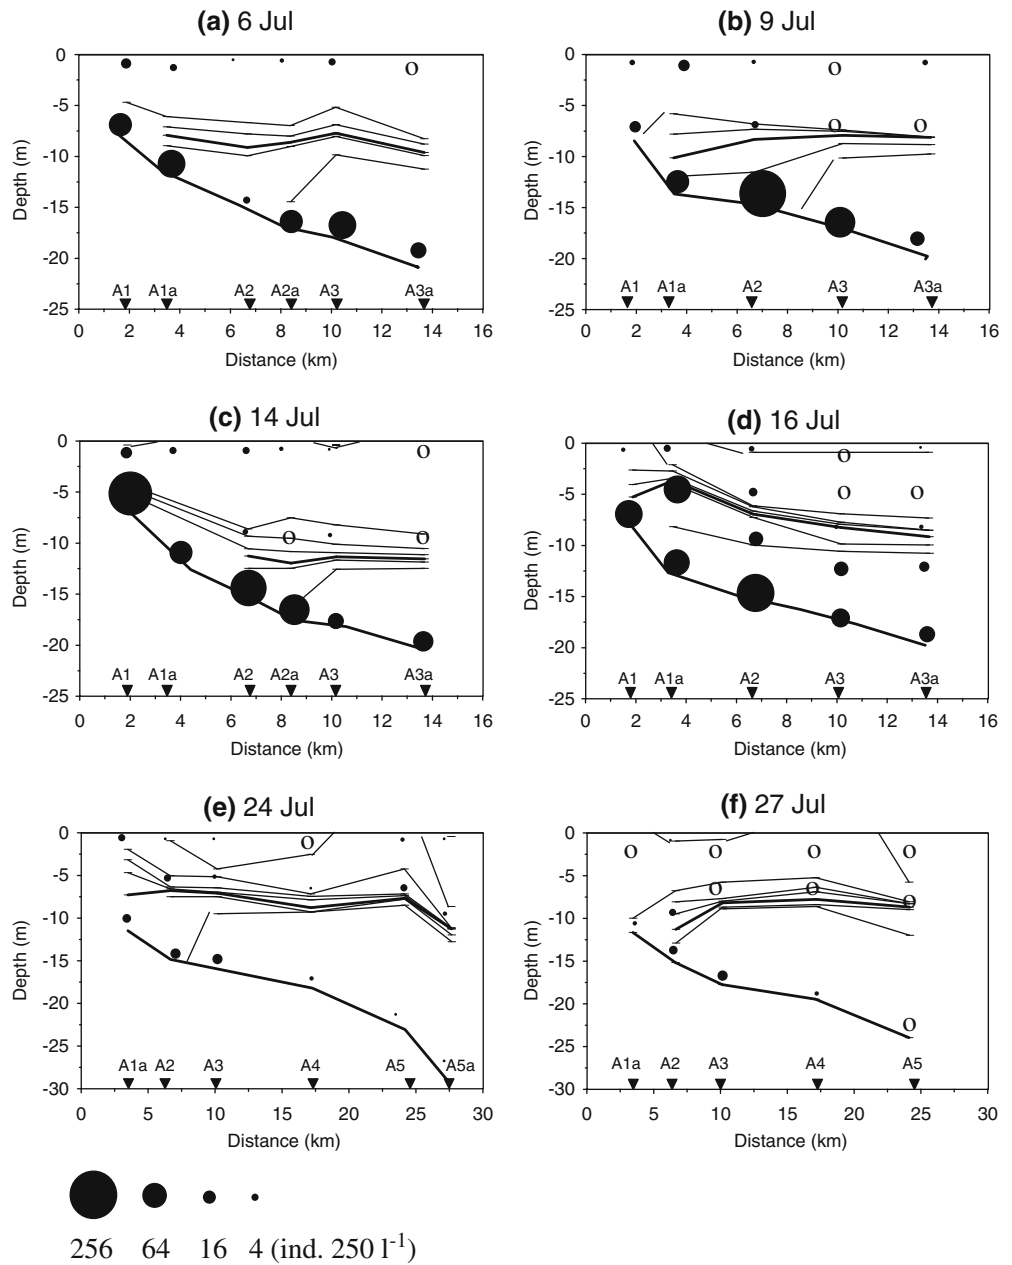 (a) 6 Jul
(b) 9 Jul
0
-5
-10
-15
-20
-25
Depth (m)
A1 A1a A2 A2a A3 A3a
0 2 4 6 8 10 12 14 16
Distance (km)
0
-5
-10
-15
-20
-25
Depth (m)
o
o o
A1 A1a A2 A3 A3a
0 2 4 6 8 10 12 14 16
Distance (km)
(c) 14 Jul
(d) 16 Jul
0
-5
-10
-15
-20
-25
Depth (m)
o
o o
A1 A1a A2 A2a A3 A3a
0 2 4 6 8 10 12 14 16
Distance (km)
0
-5
-10
-15
-20
-25
Depth (m)
o
o o
A1 A1a A2 A3 A3a
0 2 4 6 8 10 12 14 16
Distance (km)
(e) 24 Jul
(f) 27 Jul
0
-5
-10
-15
-20
-25
-30
Depth (m)
o
A1a A2 A3 A4 A5 A5a
0 5 10 15 20 25 30
Distance (km)
0
-5
-10
-15
-20
-25
-30
Depth (m)
o o o o
o o o
o
A1a A2 A3 A4 A5
0 5 10 15 20 25 30
Distance (km)
256 64 16 4 (ind. 250 l⁻¹)